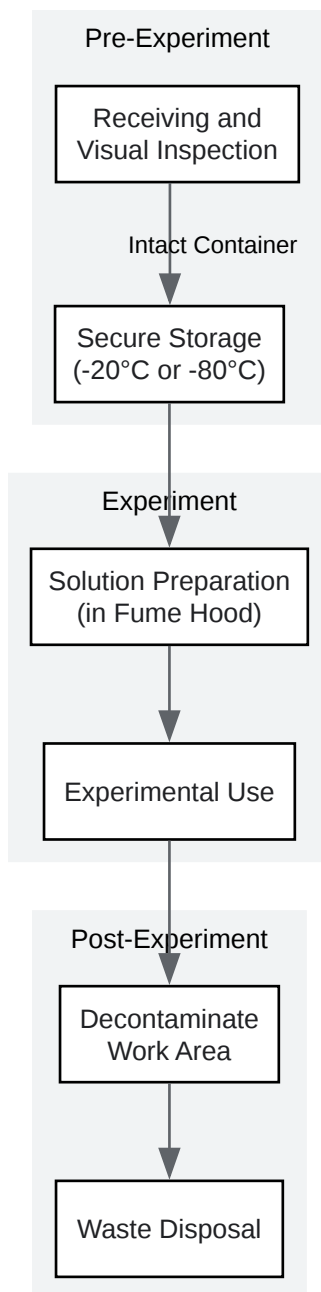 Pre-Experiment
Receiving and
Visual Inspection
Intact Container
Secure Storage
(-20°C or -80°C)
Experiment
Solution Preparation
(in Fume Hood)
Experimental Use
Post-Experiment
Decontaminate
Work Area
Waste Disposal